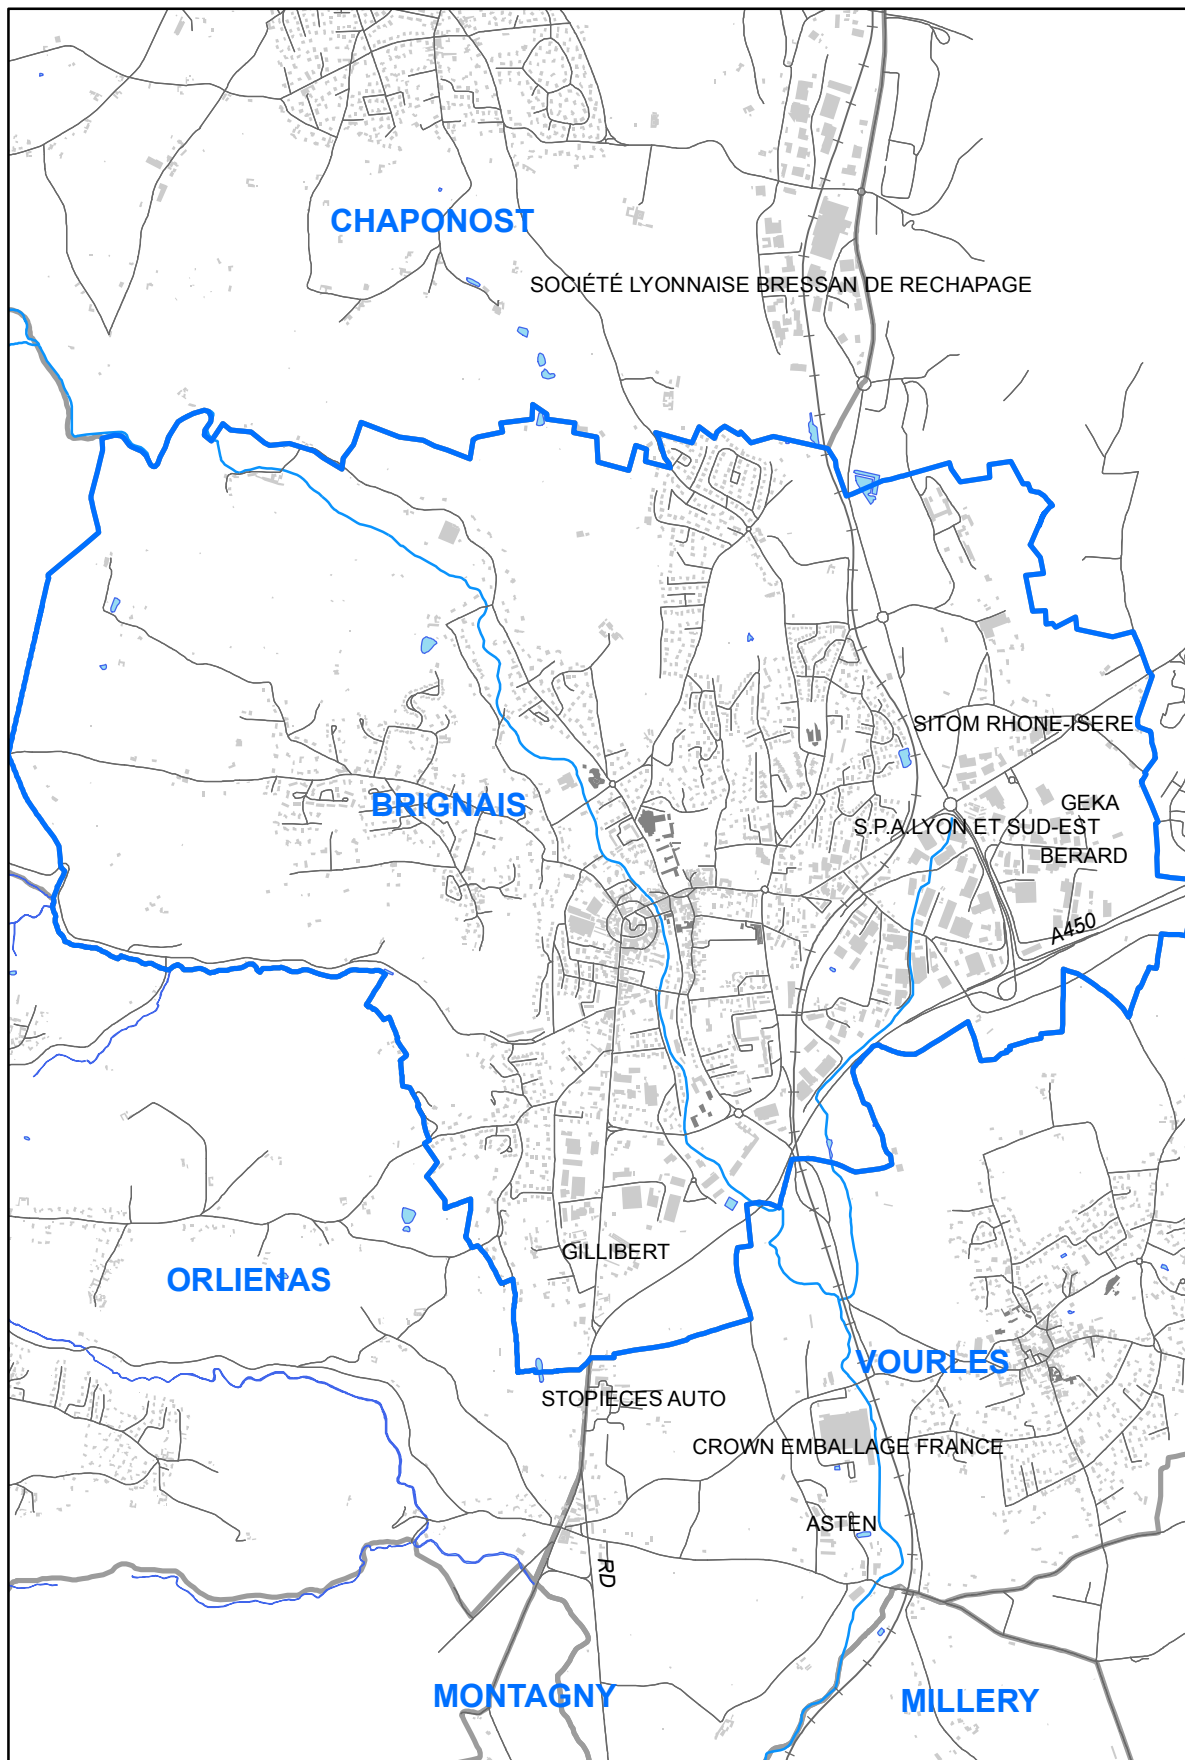 CHAPONOST
SOCIÉTÉ LYONNAISE BRESSAN DE RECHAPAGE
SITOM RHONE-ISERE
BRIGNAIS
GEKA
S.P.A.LYON ET SUD-EST
BERARD
A450
GILLIBERT
ORLIENAS
VOURLES
STOPIECES AUTO
CROWN EMBALLAGE FRANCE
ASTEN
RD
MONTAGNY
MILLERY